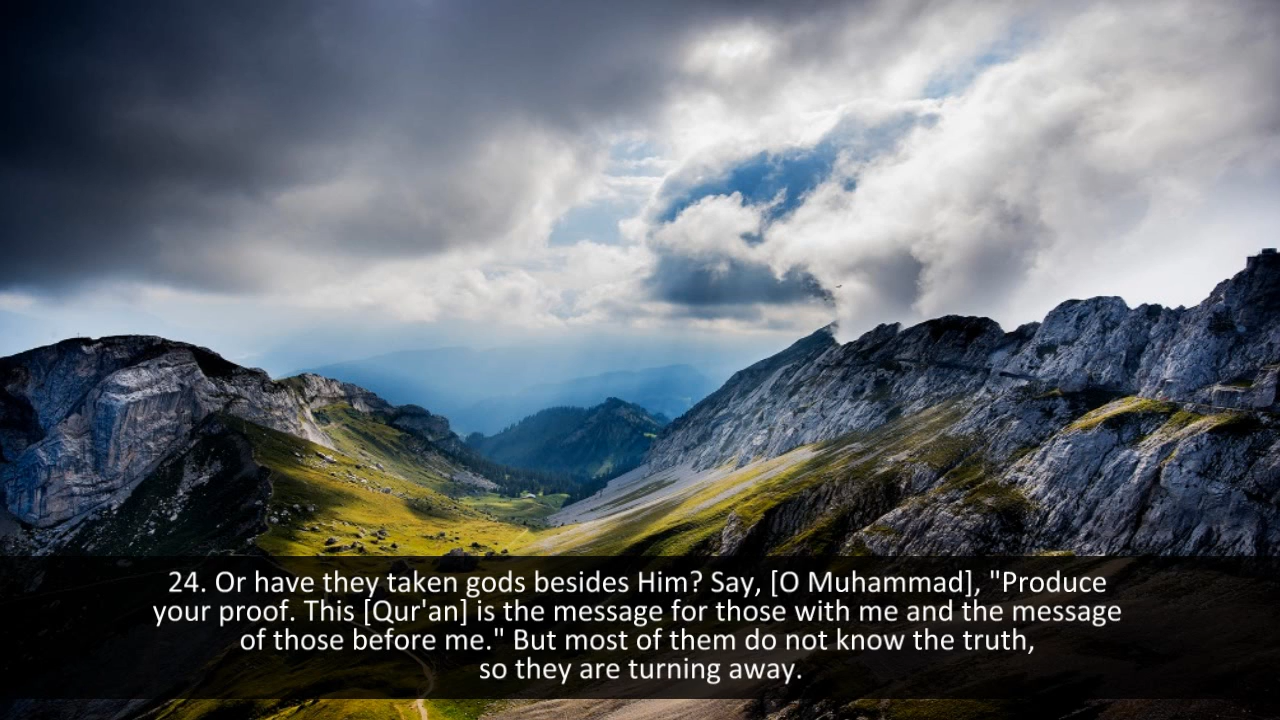 24. Or have they taken gods besides Him? Say, [O Muhammad], "Produce
your proof. This [Qur'an] is the message for those with me and the message
of those before me." But most of them do not know the truth,
so they are turning away.